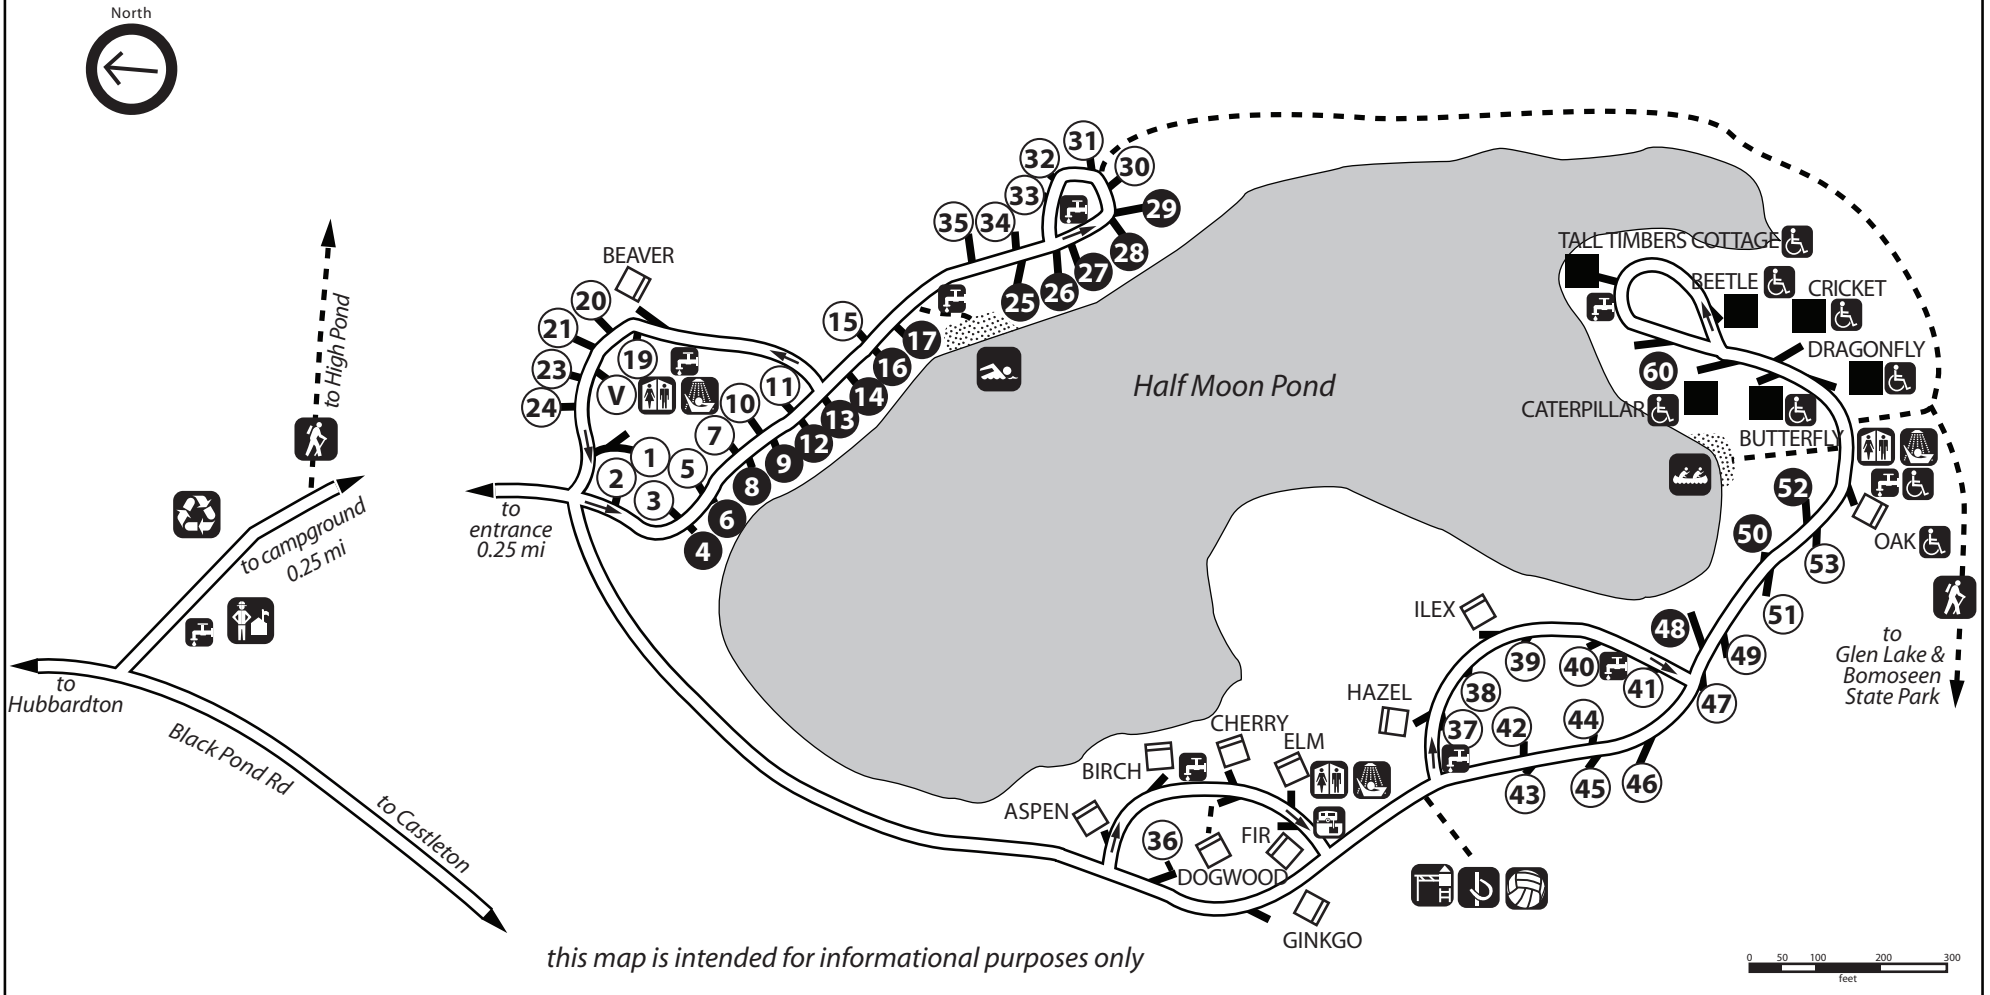 North
31
32
30
33
29
35
34
28
27
26
25
BEAVER
20
21
15
17
19
16
23
11
14
V
10
24
13
7
12
1
9
5
2
8
3
6
4
TALL TIMBERS COTTAGE
BEETLE
CRICKET
DRAGONFLY
60
CATERPILLAR
BUTTERFLY
Half Moon Pond
to High Pond
to campground
0.25 mi
to
entrance
0.25 mi
52
50
OAK
53
51
ILEX
48
49
39
40
41
38
HAZEL
47
37
42
44
to
Glen Lake &
Bomoseen
State Park
to
Hubbardton
Black Pond Rd
to Castleton
CHERRY
ELM
BIRCH
ASPEN
46
45
43
36
FIR
DOGWOOD
GINKGO
this map is intended for informational purposes only
0 50 100 200 300
feet